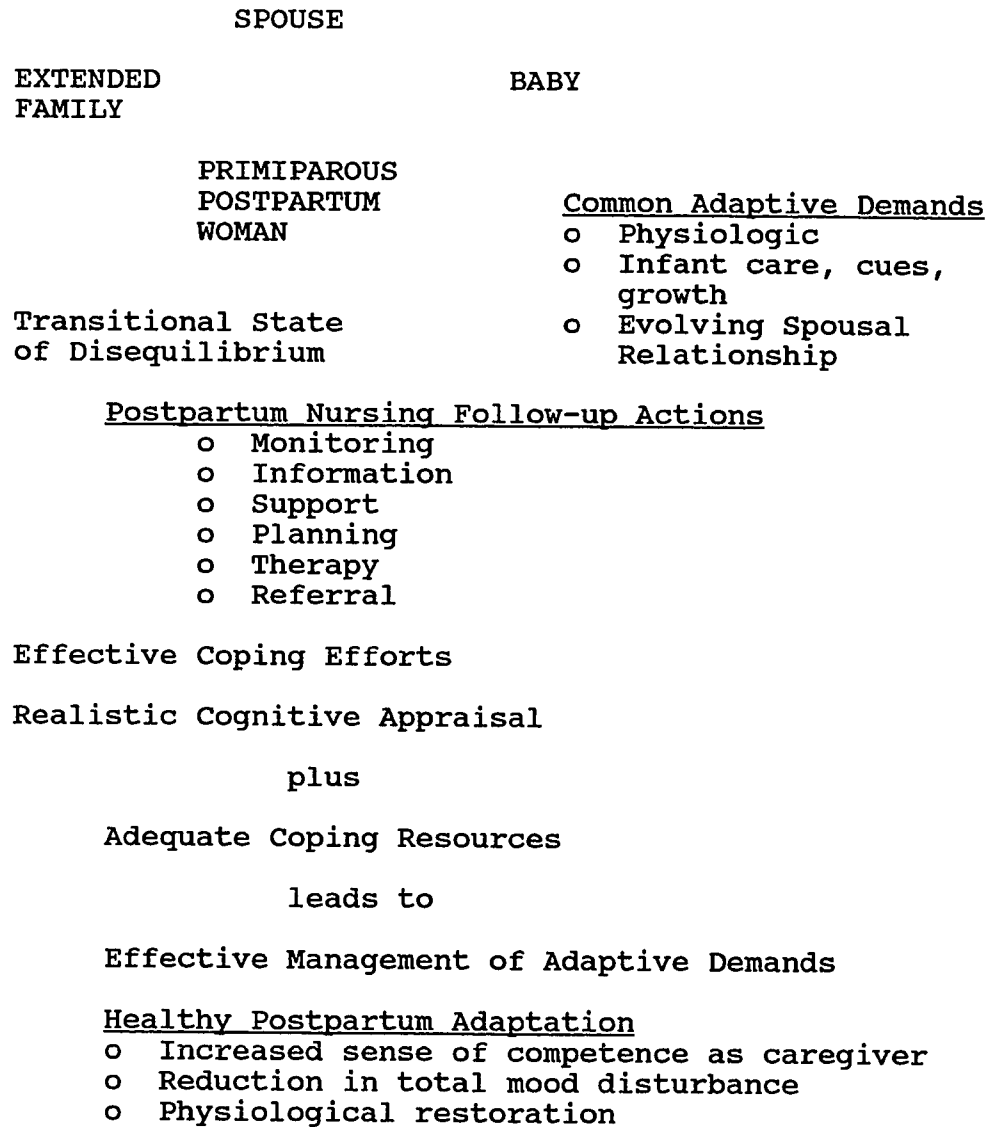 SPOUSE
EXTENDED
FAMILY
BABY
PRIMIPAROUS
POSTPARTUM
WOMAN
Common Adaptive Demands
o Physiologic
o Infant care, cues,
growth
o Evolving Spousal
Relationship
Transitional State
of Disequilibrium
Postpartum Nursing Follow-up Actions
o Monitoring
o Information
o Support
o Planning
o Therapy
o Referral
Effective Coping Efforts
Realistic Cognitive Appraisal
plus
Adequate Coping Resources
leads to
Effective Management of Adaptive Demands
Healthy Postpartum Adaptation
o Increased sense of competence as caregiver
o Reduction in total mood disturbance
o Physiological restoration